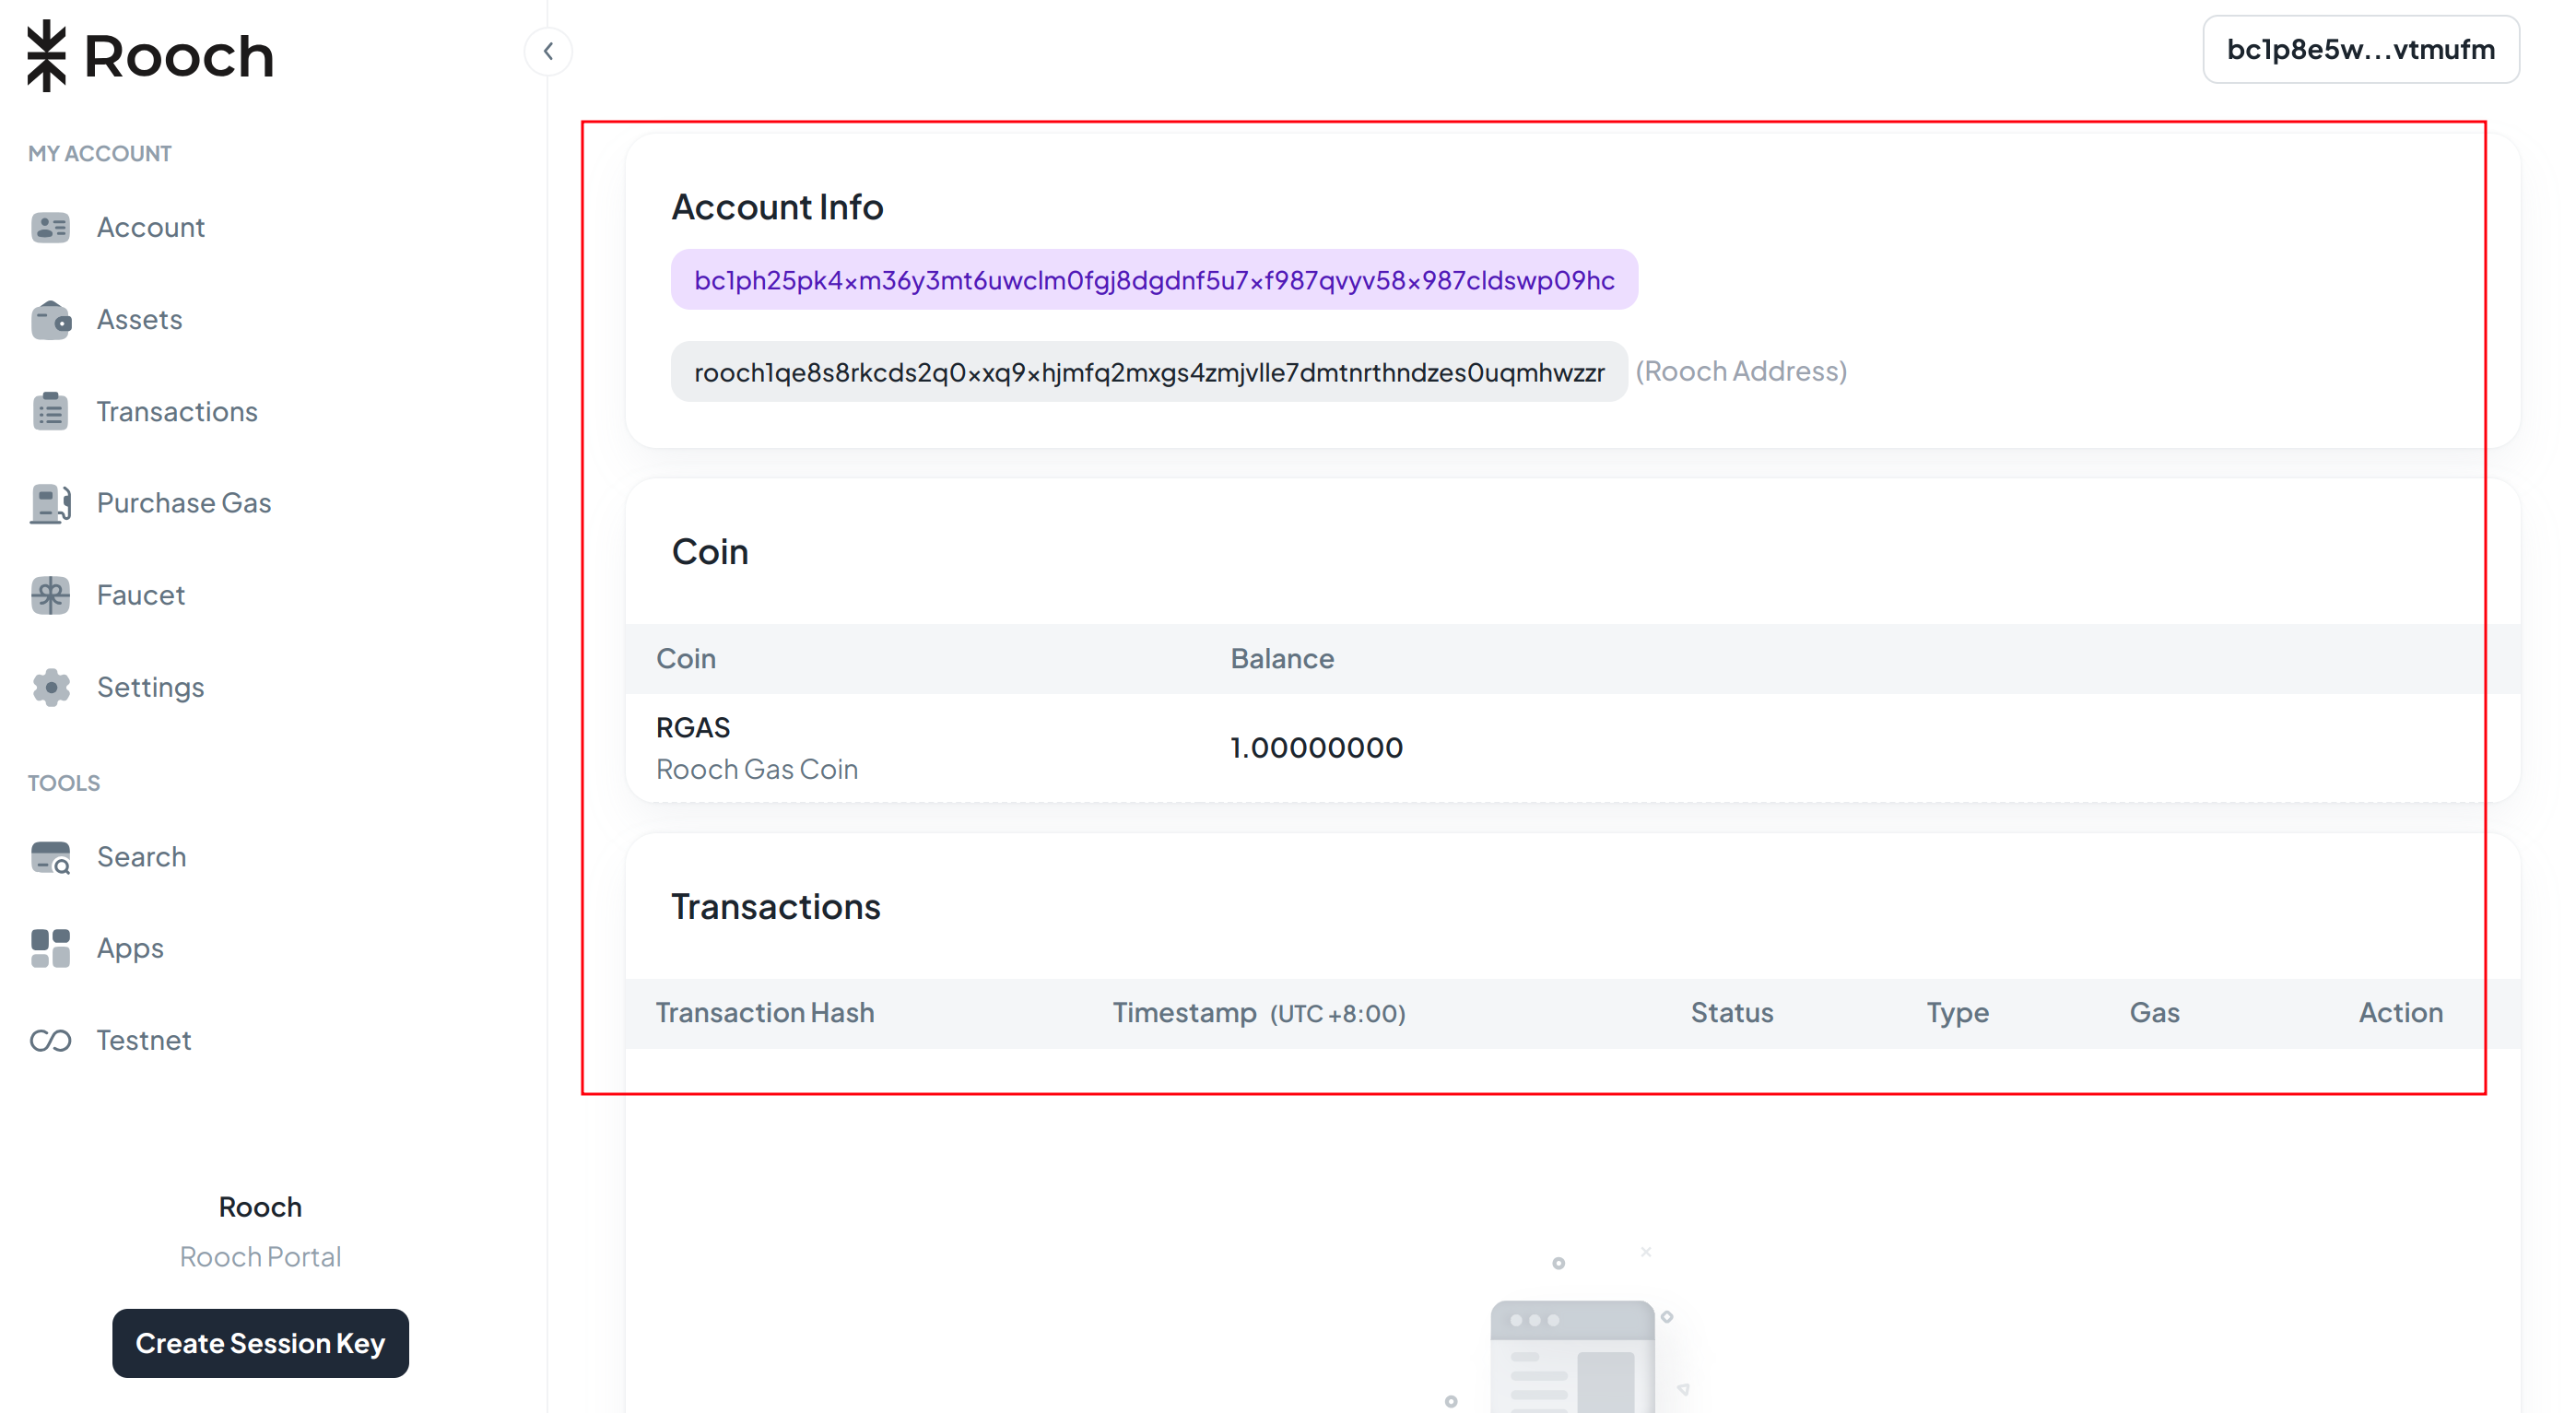 Rooch
bc1p8e5w...vtmufm
MY ACCOUNT
Account
Assets
Transactions
Purchase Gas
Faucet
Settings
TOOLS
Search
Apps
Testnet
Rooch
Rooch Portal
Create Session Key
Account Info
bc1ph25pk4xm36y3mt6uwclm0fgj8dgdnf5u7xf987qvyv58x987cldswp09hc
rooch1qe8s8rkcds2q0xxq9xhjmfq2mxgs4zmjvlle7dmtnrthndzes0uqmhwzzr (Rooch Address)
Coin
Coin Balance
RGAS
Rooch Gas Coin
1.00000000
Transactions
Transaction Hash Timestamp (UTC +8:00) Status Type Gas Action